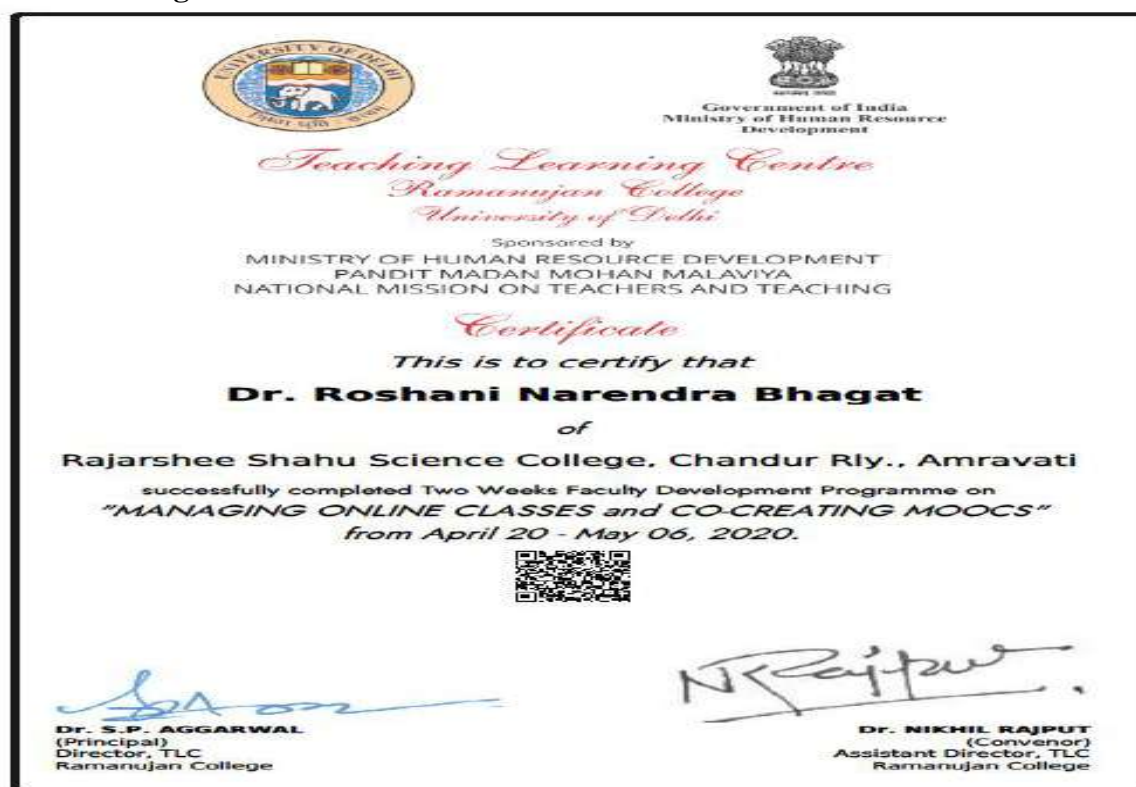 UNIVERSITY OF DELHI
Government of India
Ministry of Human Resource
Development
Teaching Learning Centre
Ramanujan College
University of Delhi
Sponsored by
MINISTRY OF HUMAN RESOURCE DEVELOPMENT
PANDIT MADAN MOHAN MALAVIYA
NATIONAL MISSION ON TEACHERS AND TEACHING
Certificate
This is to certify that
Dr. Roshani Narendra Bhagat
of
Rajarshee Shahu Science College, Chandur Rly., Amravati
successfully completed Two Weeks Faculty Development Programme on
"MANAGING ONLINE CLASSES and CO-CREATING MOOCS"
from April 20 - May 06, 2020.
NKRajput
Dr. S.P. AGGARWAL
(Principal)
Director, TLC
Ramanujan College
Dr. NIKHIL RAJPUT
(Convenor)
Assistant Director, TLC
Ramanujan College